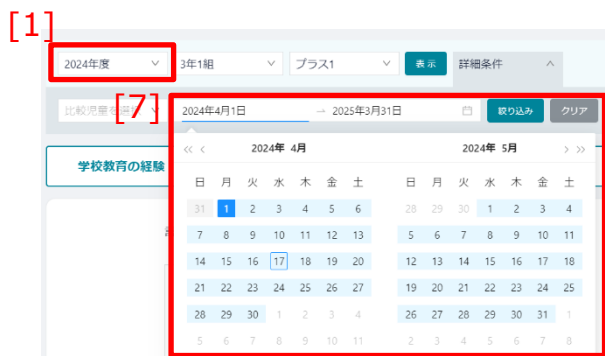 [1]
2024年度 3年1組 プラス1 表示 詳細条件
[7] 2024年4月1日 → 2025年3月31日 絞り込み クリア
比較児童を選択
<< < 2024年 4月 2024年 5月 > >>
学校教育の経験
日 月 火 水 木 金 土 日 月 火 水 木 金 土
31 1 2 3 4 5 6 28 29 30 1 2 3 4
7 8 9 10 11 12 13 5 6 7 8 9 10 11
14 15 16 17 18 19 20 12 13 14 15 16 17 18
21 22 23 24 25 26 27 19 20 21 22 23 24 25
28 29 30 1 2 3 4 26 27 28 29 30 31 1
5 6 7 8 9 10 11 2 3 4 5 6 7 8